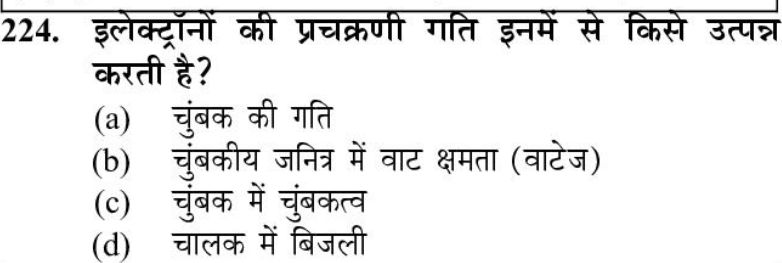 224. इलेक्ट्रॉनों की प्रचक्रणी गति इनमें से किसे उत्पन्न
करती है?
(a) चुंबक की गति
(b) चुंबकीय जनित्र में वाट क्षमता (वाटेज)
(c) चुंबक में चुंबकत्व
(d) चालक में बिजली